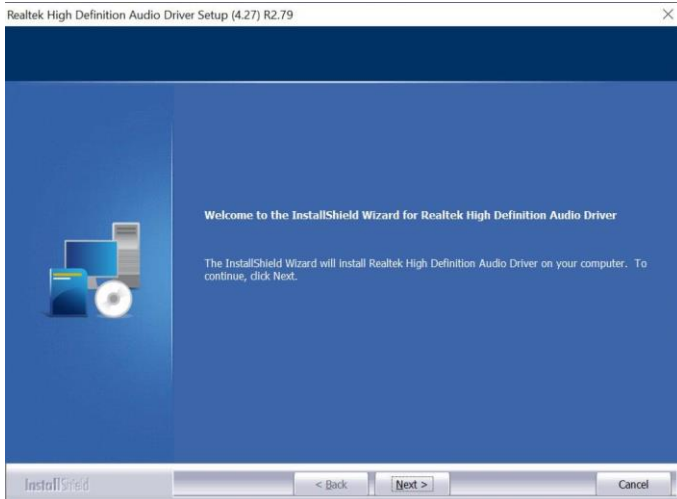 Realtek High Definition Audio Driver Setup (4.27) R2.79
Welcome to the InstallShield Wizard for Realtek High Definition Audio Driver
The InstallShield Wizard will install Realtek High Definition Audio Driver on your computer. To
continue, click Next.
InstallShield
< Back Next > Cancel